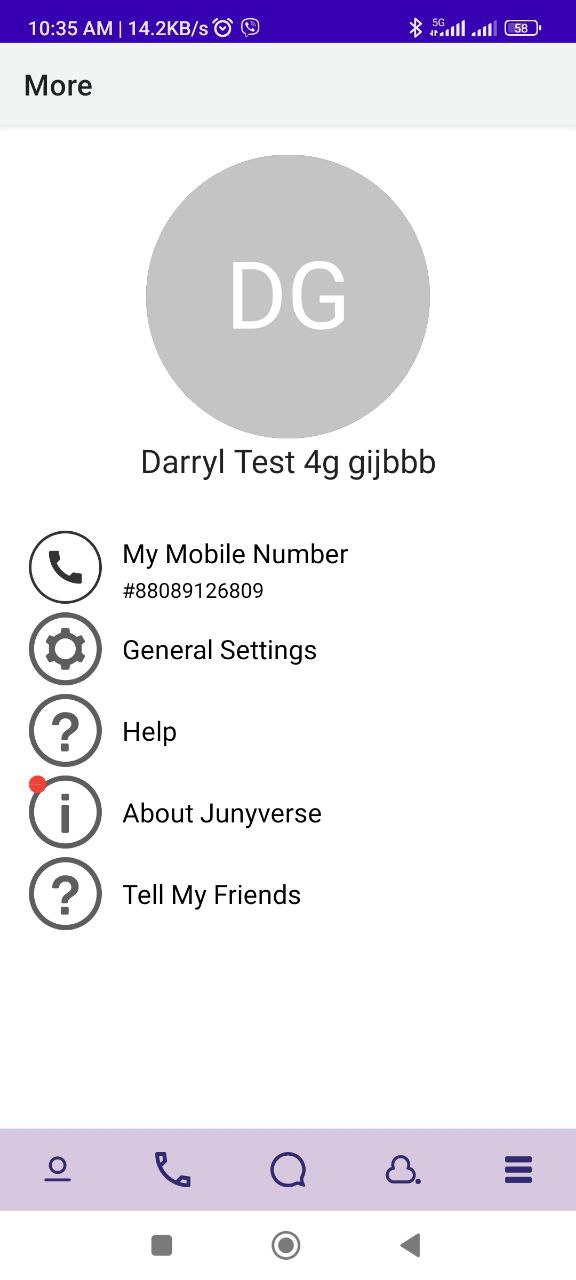 10:35 AM | 14.2KB/s 5G 58
More
DG
Darryl Test 4g gijbbb
My Mobile Number
#88089126809
General Settings
? Help
i About Junyverse
? Tell My Friends